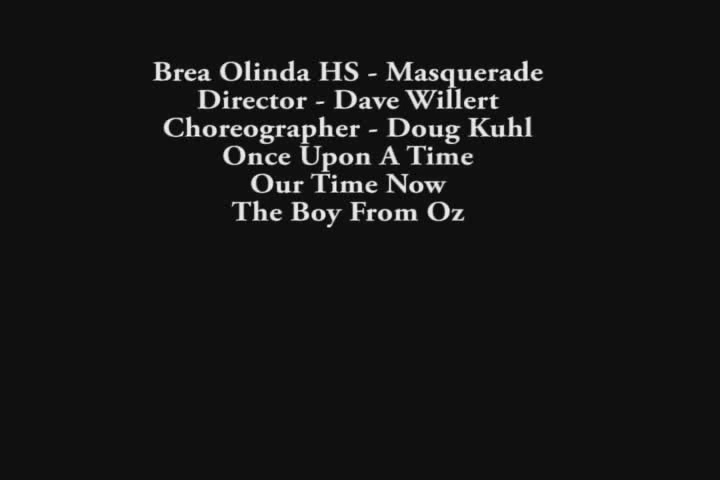 Brea Olinda HS - Masquerade
Director - Dave Willert
Choreographer - Doug Kuhl
Once Upon A Time
Our Time Now
The Boy From Oz